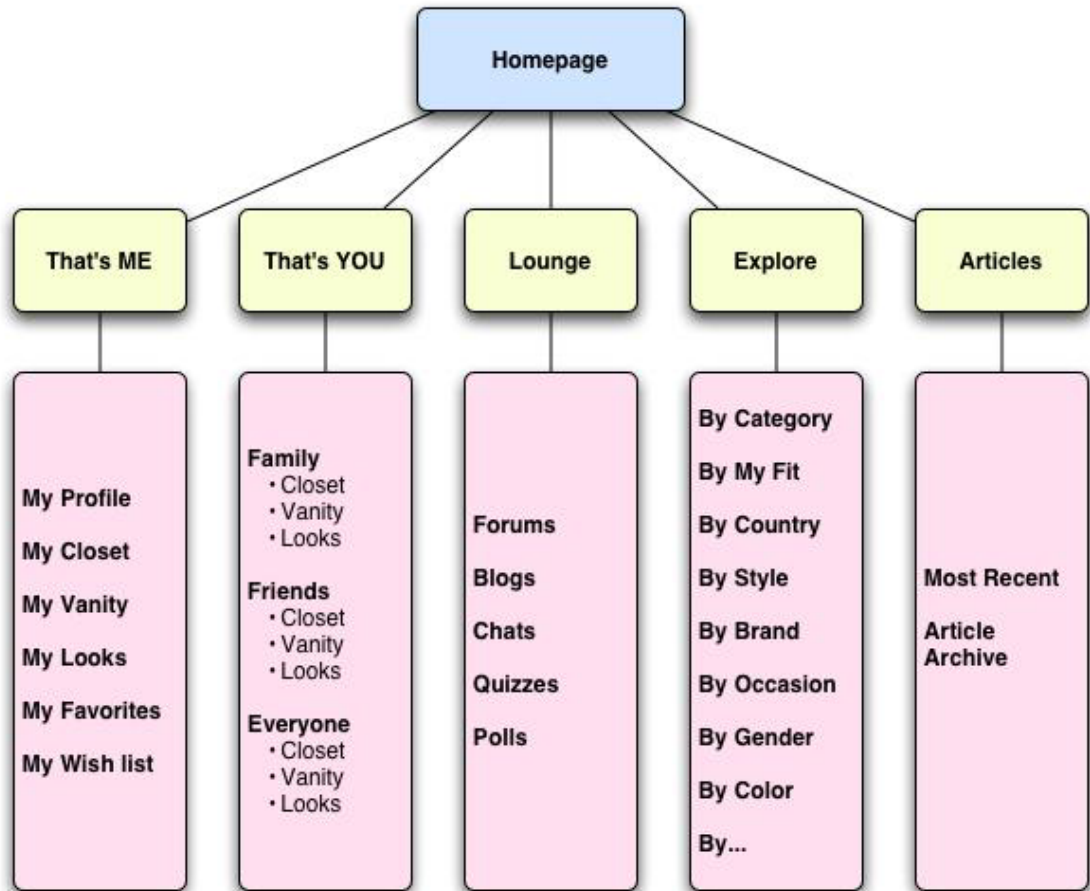 Homepage
That's ME
That's YOU
Lounge
Explore
Articles
My Profile
My Closet
My Vanity
My Looks
My Favorites
My Wish list
Family
• Closet
• Vanity
• Looks
Friends
• Closet
• Vanity
• Looks
Everyone
• Closet
• Vanity
• Looks
Forums
Blogs
Chats
Quizzes
Polls
By Category
By My Fit
By Country
By Style
By Brand
By Occasion
By Gender
By Color
By...
Most Recent
Article
Archive